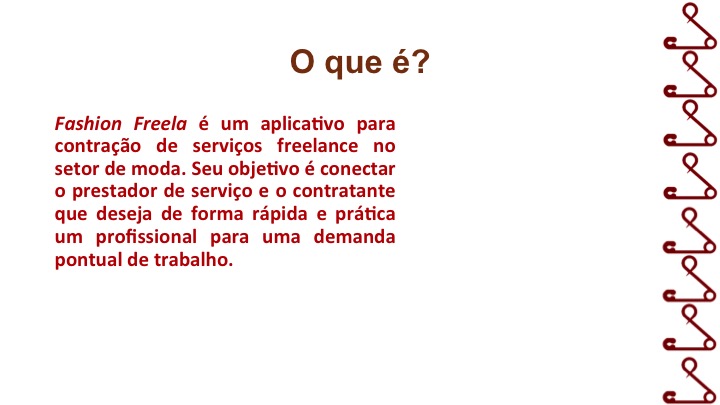 O que é?
Fashion Freela é um aplicativo para
contração de serviços freelance no
setor de moda. Seu objetivo é conectar
o prestador de serviço e o contratante
que deseja de forma rápida e prática
um profissional para uma demanda
pontual de trabalho.